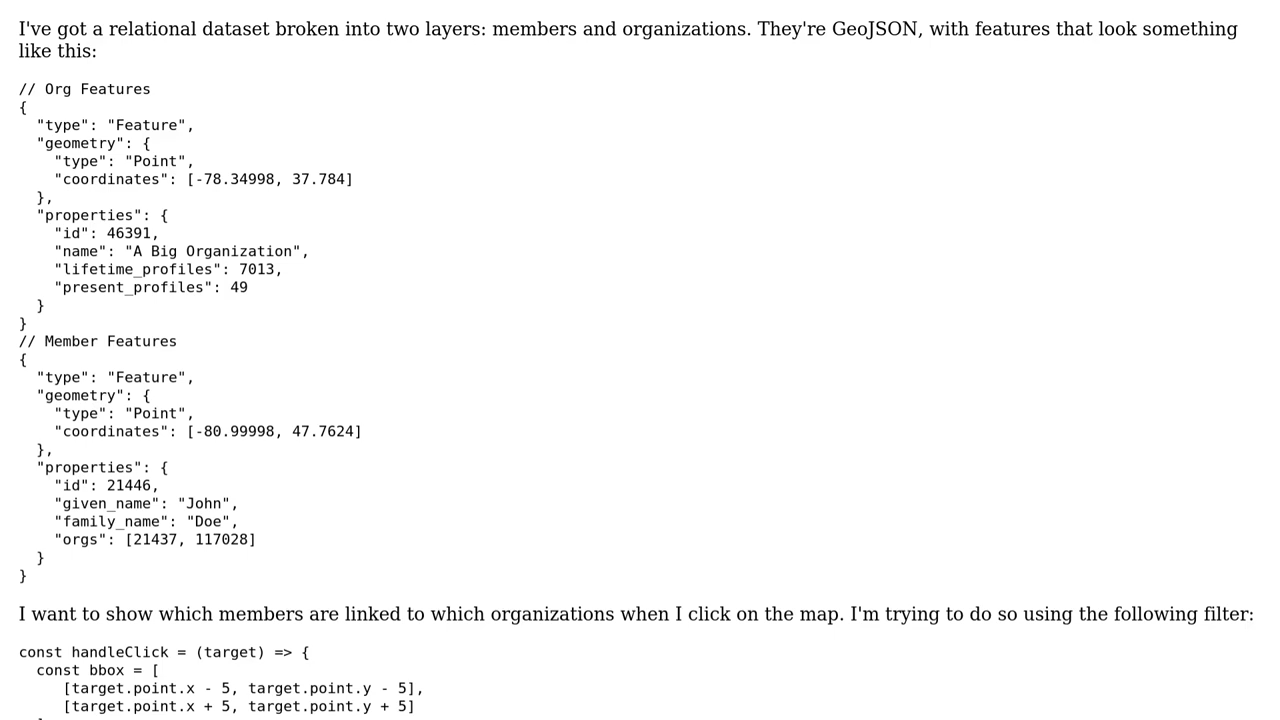 I've got a relational dataset broken into two layers: members and organizations. They're GeoJSON, with features that look something
like this:
// Org Features
{
  "type": "Feature",
  "geometry": {
    "type": "Point",
    "coordinates": [-78.34998, 37.784]
  },
  "properties": {
    "id": 46391,
    "name": "A Big Organization",
    "lifetime_profiles": 7013,
    "present_profiles": 49
  }
}
// Member Features
{
  "type": "Feature",
  "geometry": {
    "type": "Point",
    "coordinates": [-80.99998, 47.7624]
  },
  "properties": {
    "id": 21446,
    "given_name": "John",
    "family_name": "Doe",
    "orgs": [21437, 117028]
  }
}
I want to show which members are linked to which organizations when I click on the map. I'm trying to do so using the following filter:
const handleClick = (target) => {
  const bbox = [
     [target.point.x - 5, target.point.y - 5],
     [target.point.x + 5, target.point.y + 5]